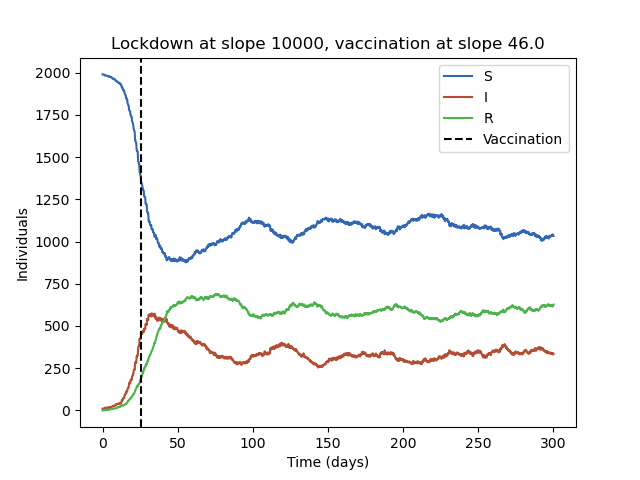 Lockdown at slope 10000, vaccination at slope 46.0
S
I
R
Vaccination
Individuals
2000
1750
1500
1250
1000
750
500
250
0
0 50 100 150 200 250 300
Time (days)